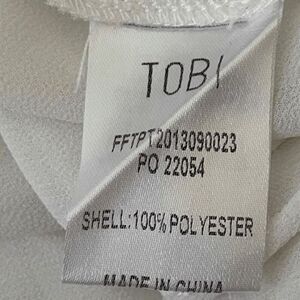 TOBI
FFTPT2013090023
PO 22054
SHELL:100% POLYESTER
MADE IN CHINA